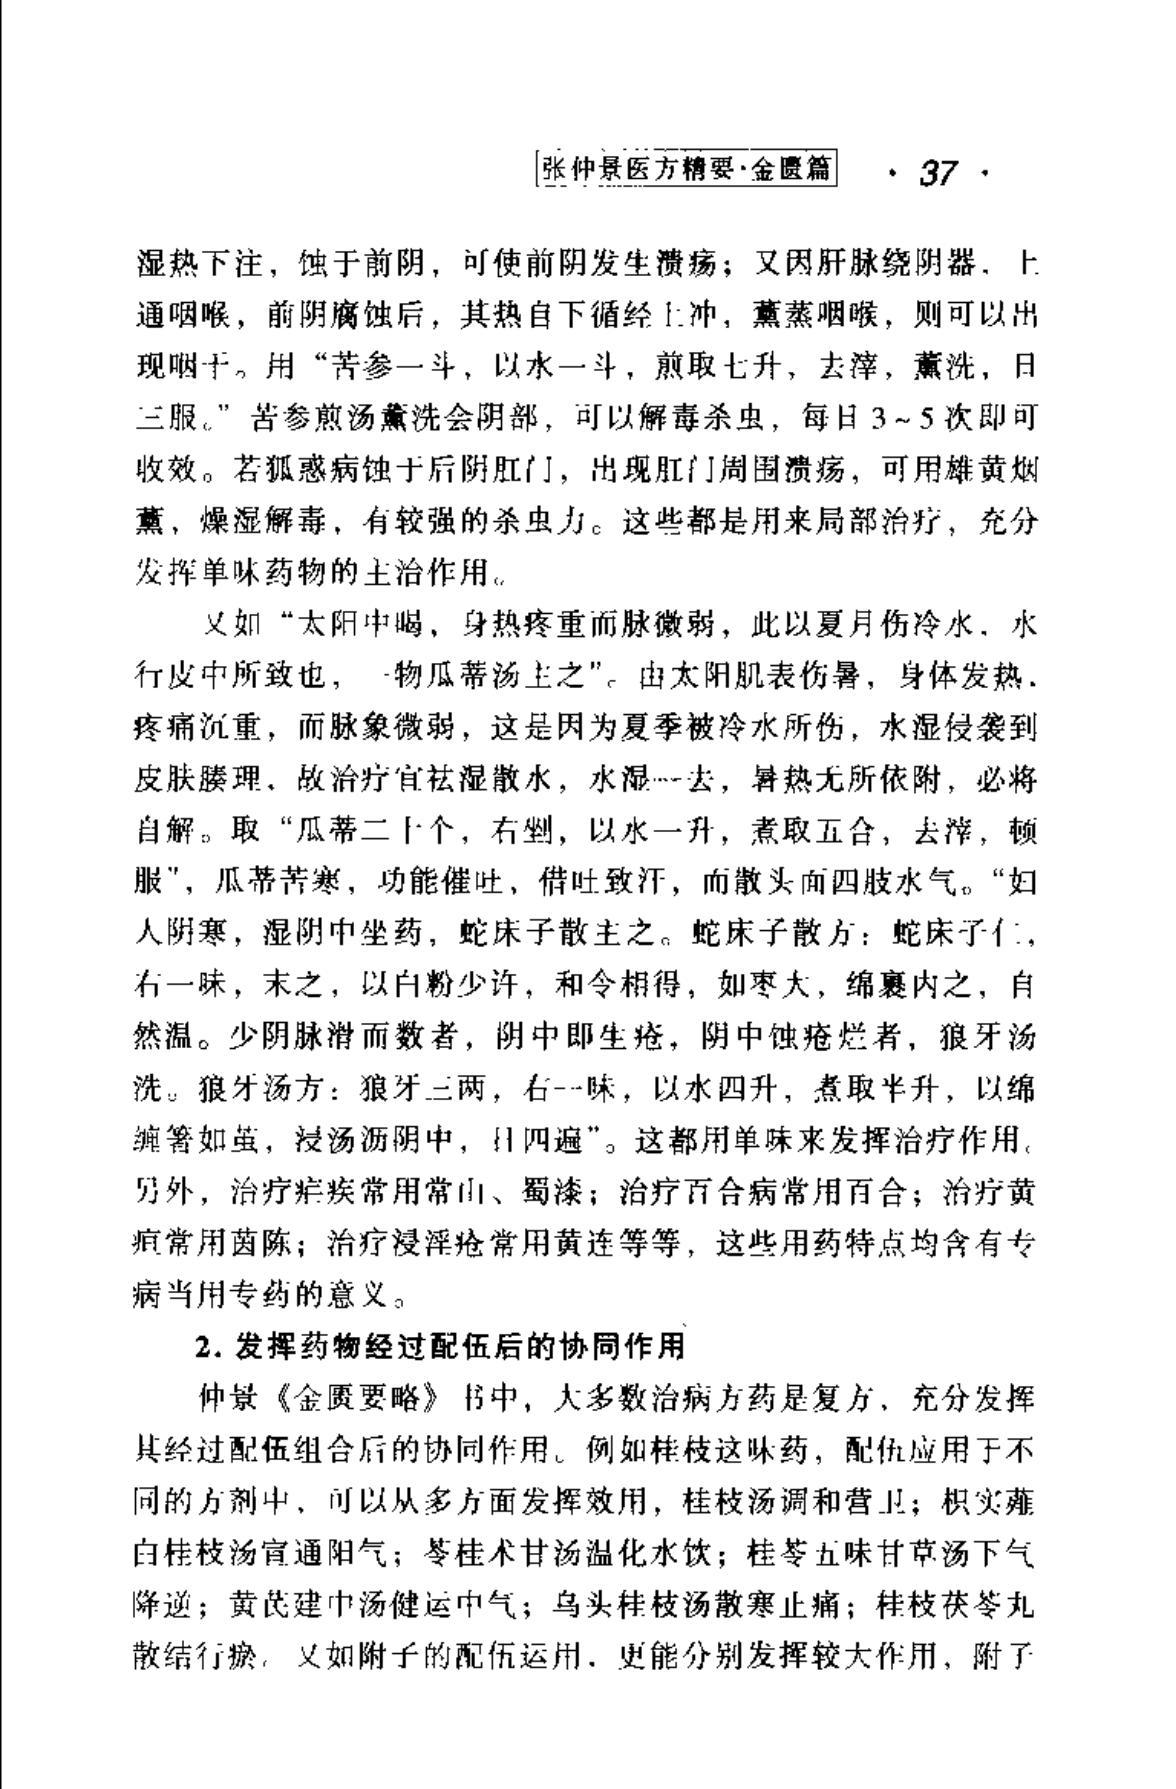 张仲景医方精要·金匮篇 · 37 ·
湿热下注，蚀于前阴，可使前阴发生溃疡；又因肝脉绕阴器，上
通咽喉，前阴腐蚀后，其热自下循经上冲，薰蒸咽喉，则可以出
现咽干。用“苦参一斗，以水一斗，煎取七升，去滓，薰洗，日
三服。”苦参煎汤薰洗会阴部，可以解毒杀虫，每日3~5次即可
收效。若狐惑病蚀于后阴肛门，出现肛门周围溃疡，可用雄黄烟
薰，燥湿解毒，有较强的杀虫力。这些都是用来局部治疗，充分
发挥单味药物的主治作用。
又如“太阳中暍，身热疼重而脉微弱，此以夏月伤冷水，水
行皮中所致也，一物瓜蒂汤主之”。由太阳肌表伤暑，身体发热，
疼痛沉重，而脉象微弱，这是因为夏季被冷水所伤，水湿侵袭到
皮肤腠理，故治疗宜祛湿散水，水湿一去，暑热无所依附，必将
自解。取“瓜蒂二十个，右剉，以水一升，煮取五合，去滓，顿
服”，瓜蒂苦寒，功能催吐，借吐致汗，而散头面四肢水气。“妇
人阴寒，湿阴中坐药，蛇床子散主之。蛇床子散方：蛇床子仁，
右一味，末之，以白粉少许，和令相得，如枣大，绵裹内之，自
然温。少阴脉滑而数者，阴中即生疮，阴中蚀疮烂者，狼牙汤
洗。狼牙汤方：狼牙三两，右一味，以水四升，煮取半升，以绵
缠箸如茧，浸汤沥阴中，日四遍”。这都用单味来发挥治疗作用。
另外，治疗疟疾常用常山、蜀漆；治疗百合病常用百合；治疗黄
疸常用茵陈；治疗浸淫疮常用黄连等等，这些用药特点均含有专
病当用专药的意义。
2. 发挥药物经过配伍后的协同作用
仲景《金匮要略》书中，大多数治病方药是复方，充分发挥
其经过配伍组合后的协同作用。例如桂枝这味药，配伍应用于不
同的方剂中，可以从多方面发挥效用，桂枝汤调和营卫；枳实薤
白桂枝汤宣通阳气；苓桂术甘汤温化水饮；桂苓五味甘草汤下气
降逆；黄芪建中汤健运中气；乌头桂枝汤散寒止痛；桂枝茯苓丸
散结行瘀。又如附子的配伍运用，更能分别发挥较大作用，附子